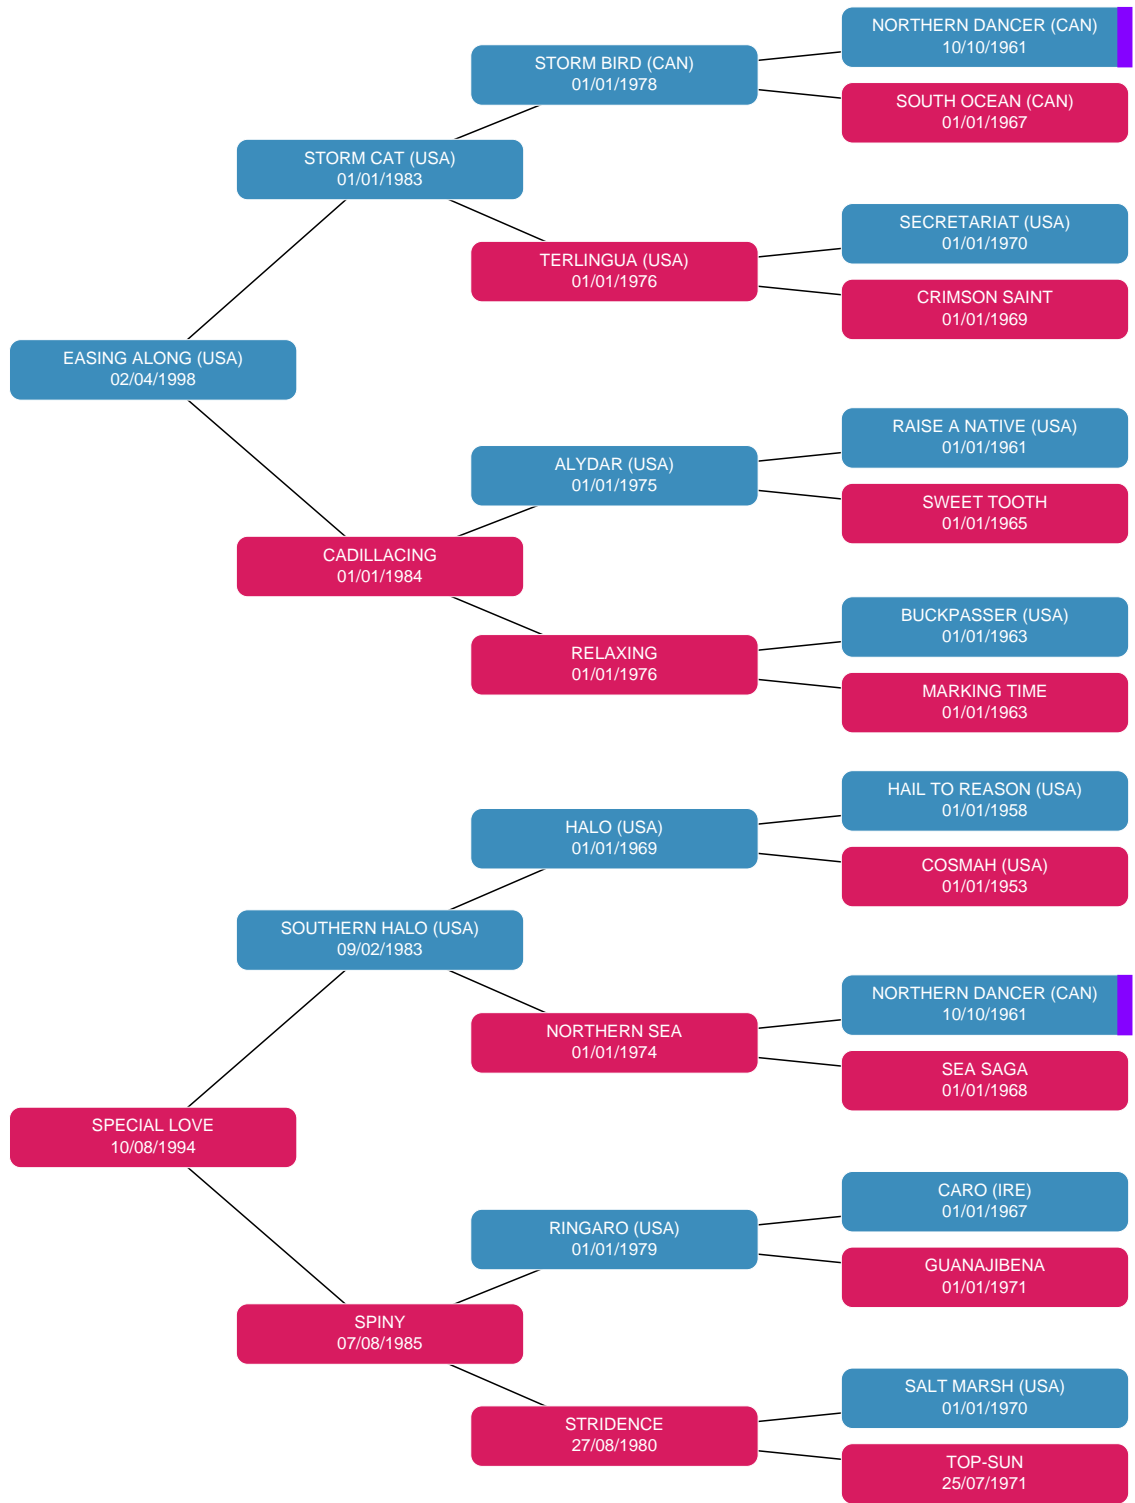 NORTHERN DANCER (CAN)
10/10/1961
STORM BIRD (CAN)
01/01/1978
SOUTH OCEAN (CAN)
01/01/1967
STORM CAT (USA)
01/01/1983
SECRETARIAT (USA)
01/01/1970
TERLINGUA (USA)
01/01/1976
CRIMSON SAINT
01/01/1969
EASING ALONG (USA)
02/04/1998
RAISE A NATIVE (USA)
01/01/1961
ALYDAR (USA)
01/01/1975
SWEET TOOTH
01/01/1965
CADILLACING
01/01/1984
BUCKPASSER (USA)
01/01/1963
RELAXING
01/01/1976
MARKING TIME
01/01/1963
HAIL TO REASON (USA)
01/01/1958
HALO (USA)
01/01/1969
COSMAH (USA)
01/01/1953
SOUTHERN HALO (USA)
09/02/1983
NORTHERN DANCER (CAN)
10/10/1961
NORTHERN SEA
01/01/1974
SEA SAGA
01/01/1968
SPECIAL LOVE
10/08/1994
CARO (IRE)
01/01/1967
RINGARO (USA)
01/01/1979
GUANAJIBENA
01/01/1971
SPINY
07/08/1985
SALT MARSH (USA)
01/01/1970
STRIDENCE
27/08/1980
TOP-SUN
25/07/1971